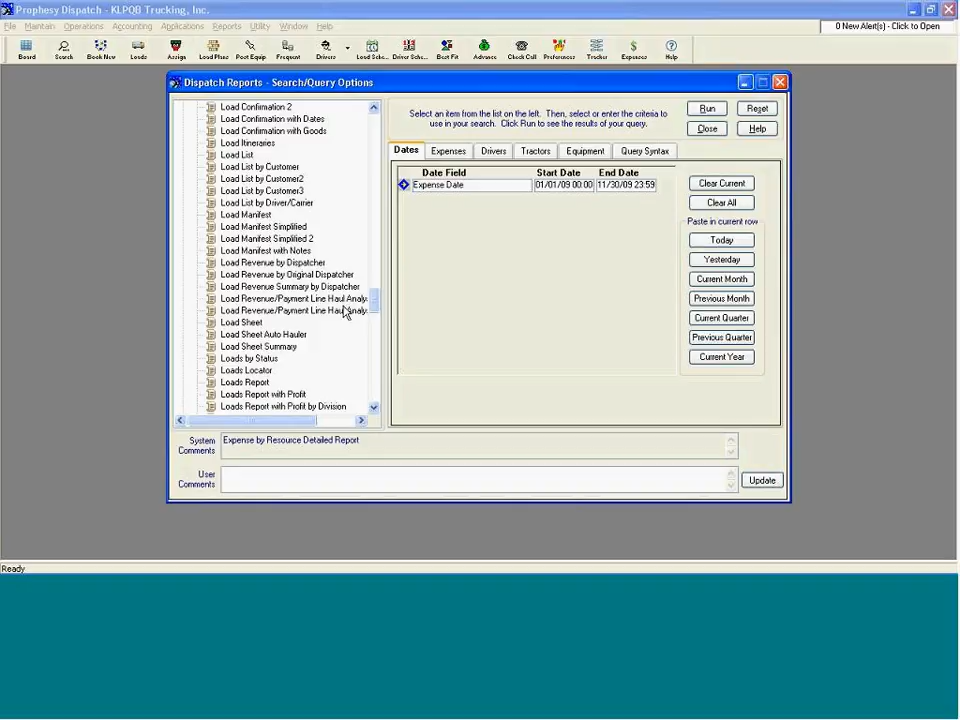 Prophesy Dispatch - KLPQB Trucking, Inc.
File Maintain Operations Accounting Applications Reports Utility Window Help
0 New Alert(s) - Click to Open
Board Search Book New Loads Assign Load Plans Post Equip Frequent Drivers Load Sche.. Driver Sche.. Best Fit Advance Check Call Preferences Tracker Expenses Help
Dispatch Reports - Search/Query Options
Load Confirmation 2
Load Confirmation with Dates
Load Confirmation with Goods
Load Itineraries
Load List
Load List by Customer
Load List by Customer2
Load List by Customer3
Load List by Driver/Carrier
Load Manifest
Load Manifest Simplified
Load Manifest Simplified 2
Load Manifest with Notes
Load Revenue by Dispatcher
Load Revenue by Original Dispatcher
Load Revenue Summary by Dispatcher
Load Revenue/Payment Line Haul Analy
Load Revenue/Payment Line Haul Analy
Load Sheet
Load Sheet Auto Hauler
Load Sheet Summary
Loads by Status
Loads Locator
Loads Report
Loads Report with Profit
Loads Report with Profit by Division
Select an item from the list on the left. Then, select or enter the criteria to
use in your search. Click Run to see the results of your query.
Run Reset
Close Help
Dates Expenses Drivers Tractors Equipment Query Syntax
Date Field Start Date End Date
Expense Date 01/01/09 00:00 11/30/09 23:59
Clear Current
Clear All
Paste in current row
Today
Yesterday
Current Month
Previous Month
Current Quarter
Previous Quarter
Current Year
System
Comments
Expense by Resource Detailed Report
User
Comments
Update
Ready